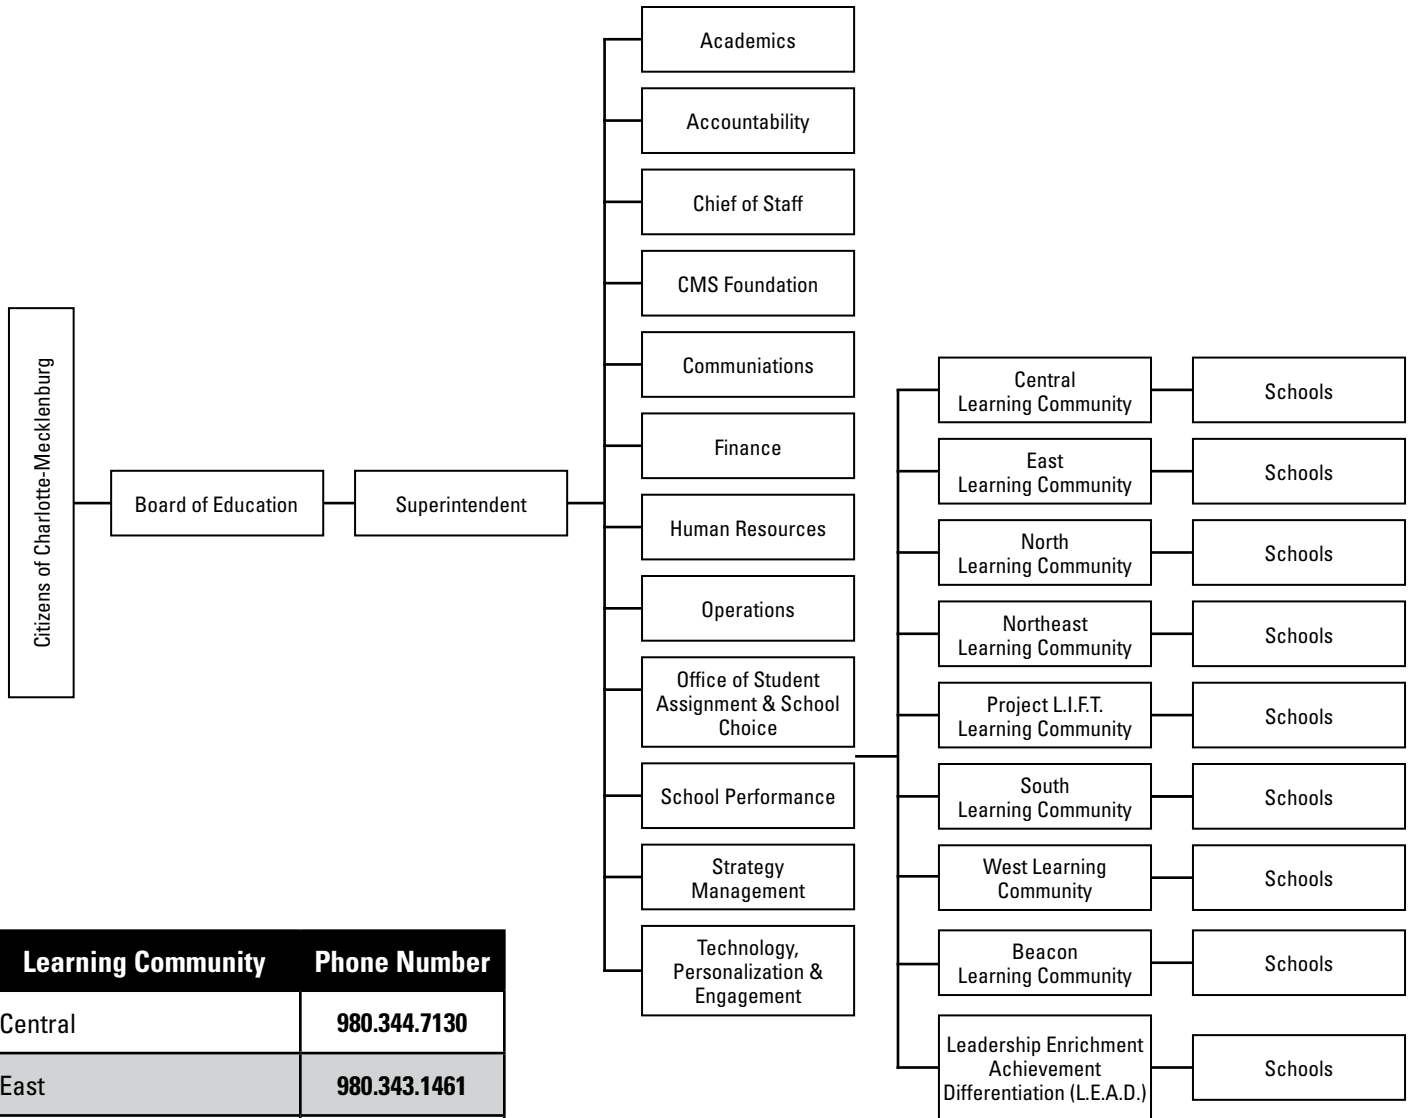 Citizens of Charlotte-Mecklenburg
Board of Education
Superintendent
Academics
Accountability
Chief of Staff
CMS Foundation
Communiations
Finance
Human Resources
Operations
Office of Student
Assignment & School
Choice
School Performance
Strategy
Management
Technology,
Personalization &
Engagement
Central
Learning Community
Schools
East
Learning Community
Schools
North
Learning Community
Schools
Northeast
Learning Community
Schools
Project L.I.F.T.
Learning Community
Schools
South
Learning Community
Schools
West Learning
Community
Schools
Beacon
Learning Community
Schools
Leadership Enrichment
Achievement
Differentiation (L.E.A.D.)
Schools
Learning Community Phone Number
Central 980.344.7130
East 980.343.1461